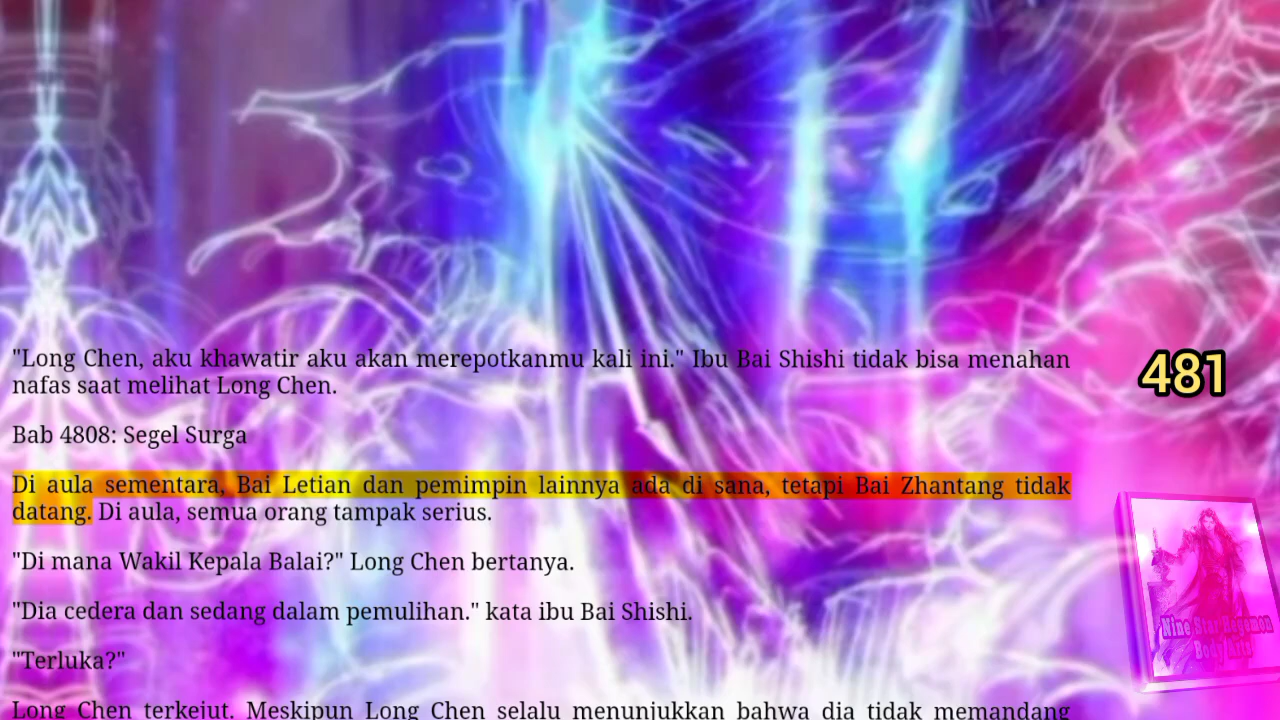 "Long Chen, aku khawatir aku akan merepotkanmu kali ini." Ibu Bai Shishi tidak bisa menahan
nafas saat melihat Long Chen.
481
Bab 4808: Segel Surga
Di aula sementara, Bai Letian dan pemimpin lainnya ada di sana, tetapi Bai Zhantang tidak
datang. Di aula, semua orang tampak serius.
"Di mana Wakil Kepala Balai?" Long Chen bertanya.
"Dia cedera dan sedang dalam pemulihan." kata ibu Bai Shishi.
"Terluka?"
Long Chen terkejut. Meskipun Long Chen selalu menunjukkan bahwa dia tidak memandang
Nine Star Hegemon
Body Arts